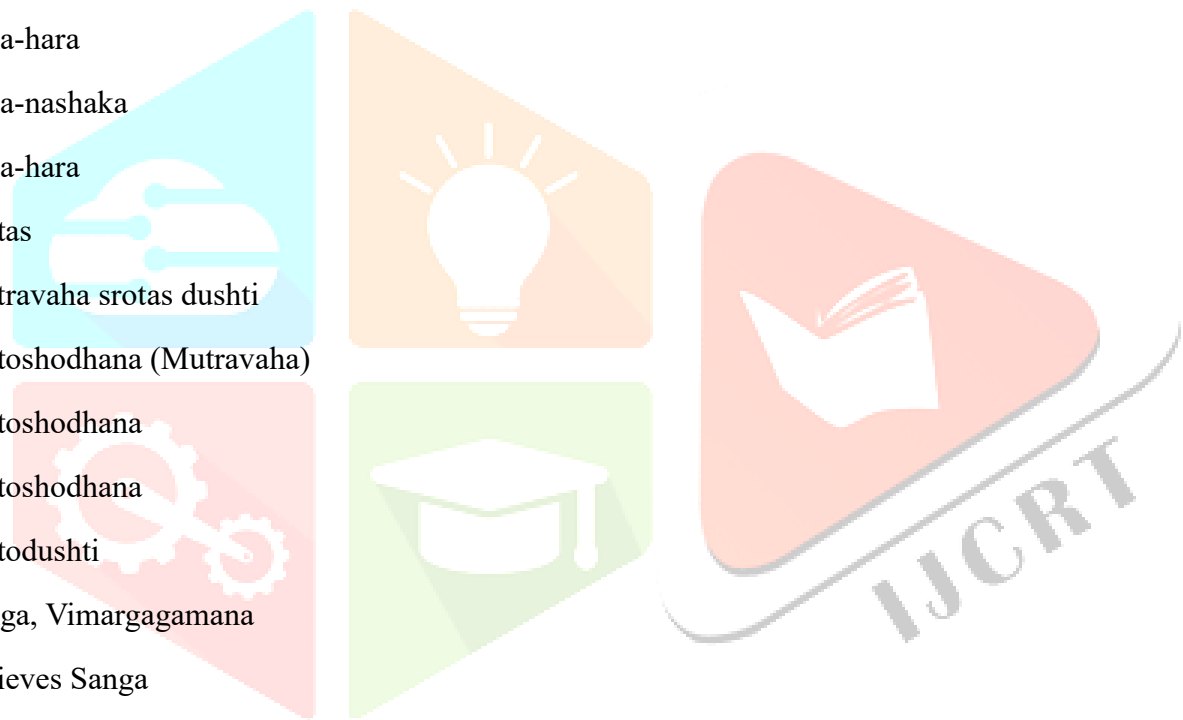 a-hara
a-nashaka
a-hara
tas
travaha srotas dushti
toshodhana (Mutravaha)
toshodhana
toshodhana
todushti
ga, Vimargagamana
ieves Sanga
IJCRT